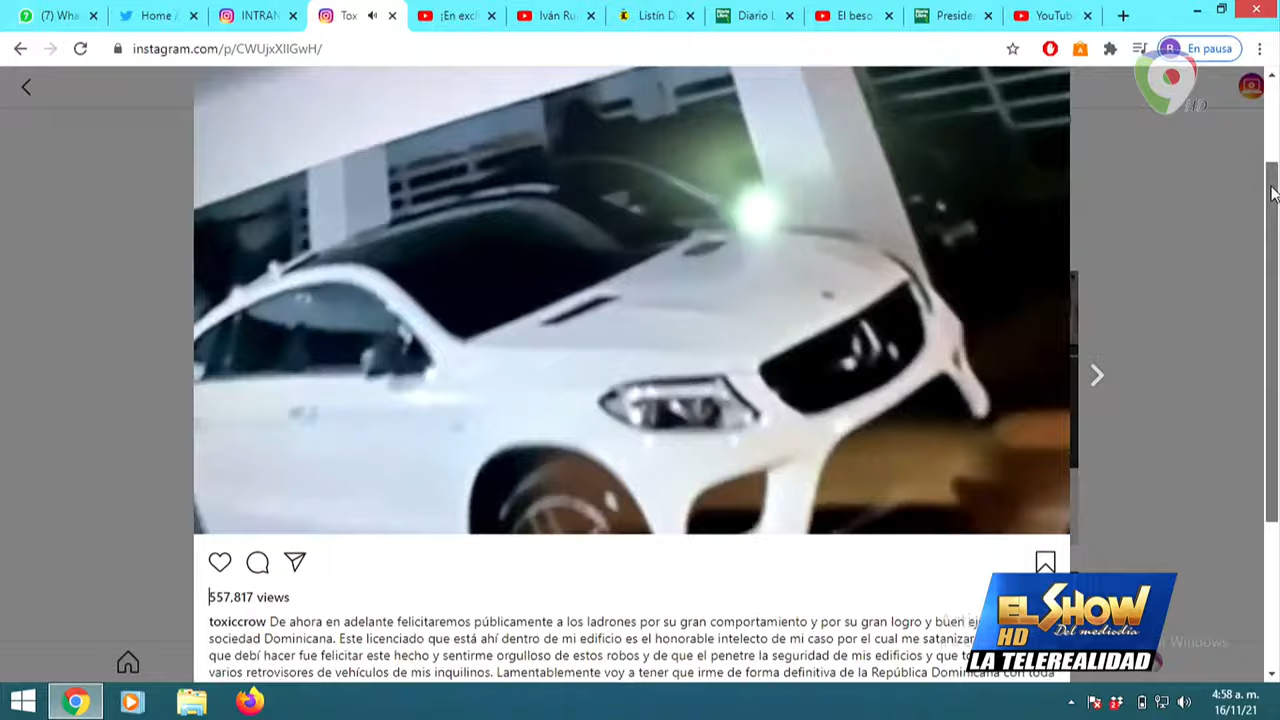 (7) Wha
Home /
INTRAN
Tox
¡En excl
Iván Ru
Listín D
Diario L
El beso
Preside
YouTub
instagram.com/p/CWUjxXIlGwH/
R
En pausa
9
HD
557,817 views
toxiccrow De ahora en adelante felicitaremos públicamente a los ladrones por su gran comportamiento y por su gran logro y buen ej
sociedad Dominicana. Este licenciado que está ahí dentro de mi edificio es el honorable intelecto de mi caso por el cual me satanizar
que debí hacer fue felicitar este hecho y sentirme orgulloso de estos robos y de que el penetre la seguridad de mis edificios y que t
varios retrovisores de vehículos de mis inquilinos. Lamentablemente voy a tener que irme de forma definitiva de la República Dominicana con toda
Windows
EL SHOW
HD Del mediodía
LA TELEREALIDAD
4:58 a. m.
16/11/21